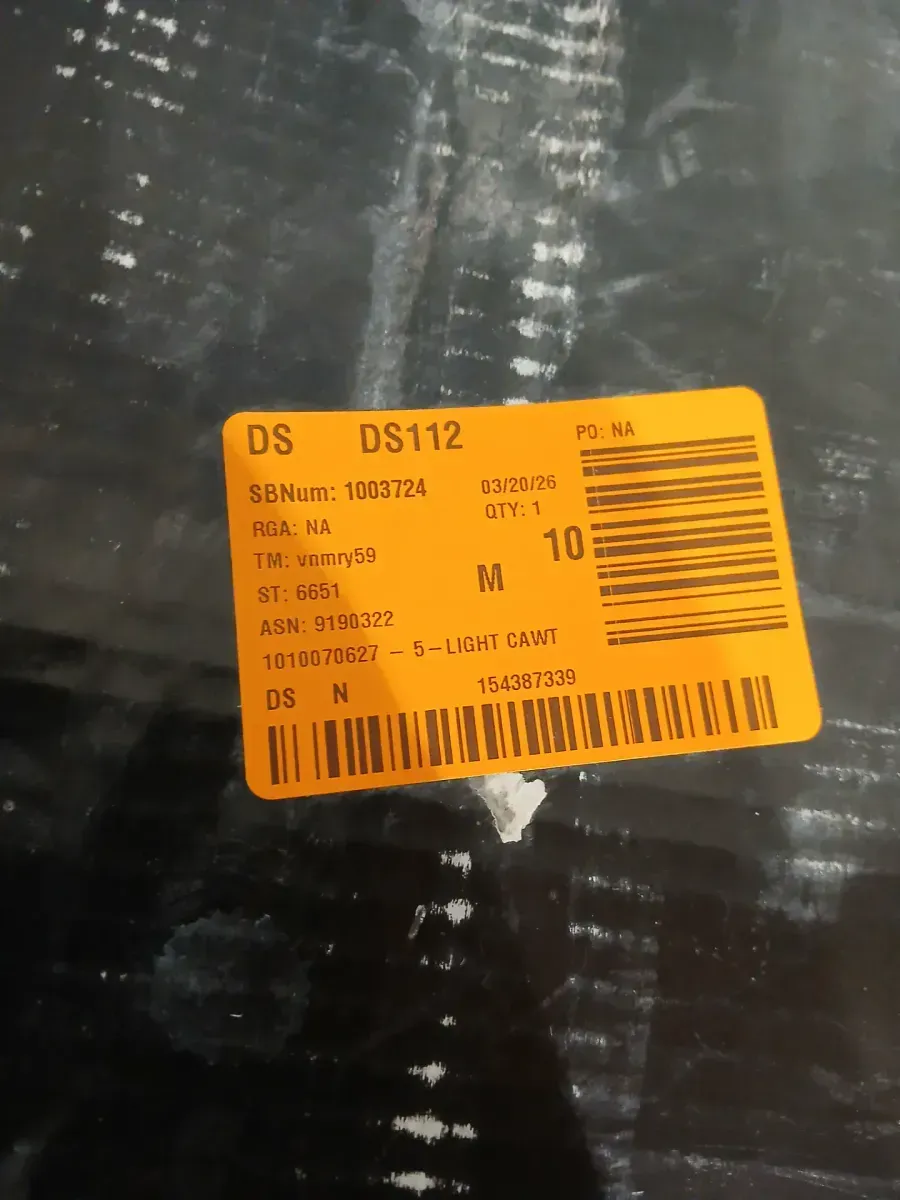 DS DS112 PO: NA
SBNum: 1003724 03/20/26
RGA: NA QTY: 1
TM: vnmry59 10
ST: 6651 M
ASN: 9190322
1010070627 - 5-LIGHT CAWT
DS N 154387339